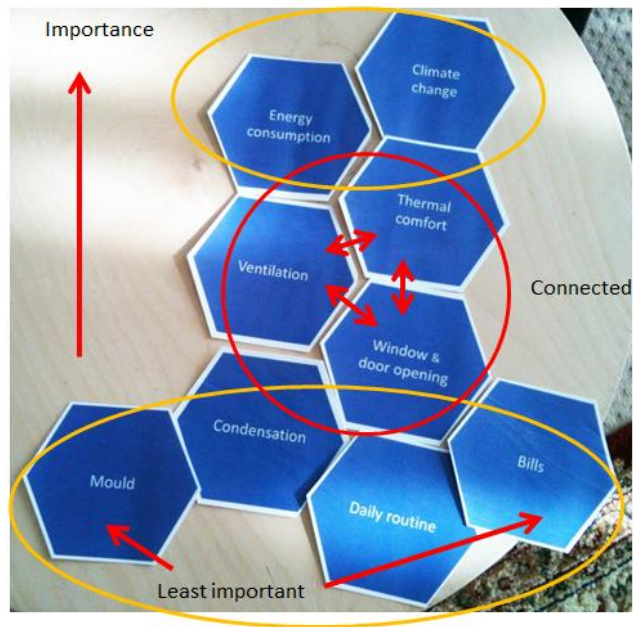 Importance
Climate
change
Energy
consumption
Thermal
comfort
Ventilation
Connected
Window &
door opening
Condensation
Bills
Mould
Daily routine
Least important